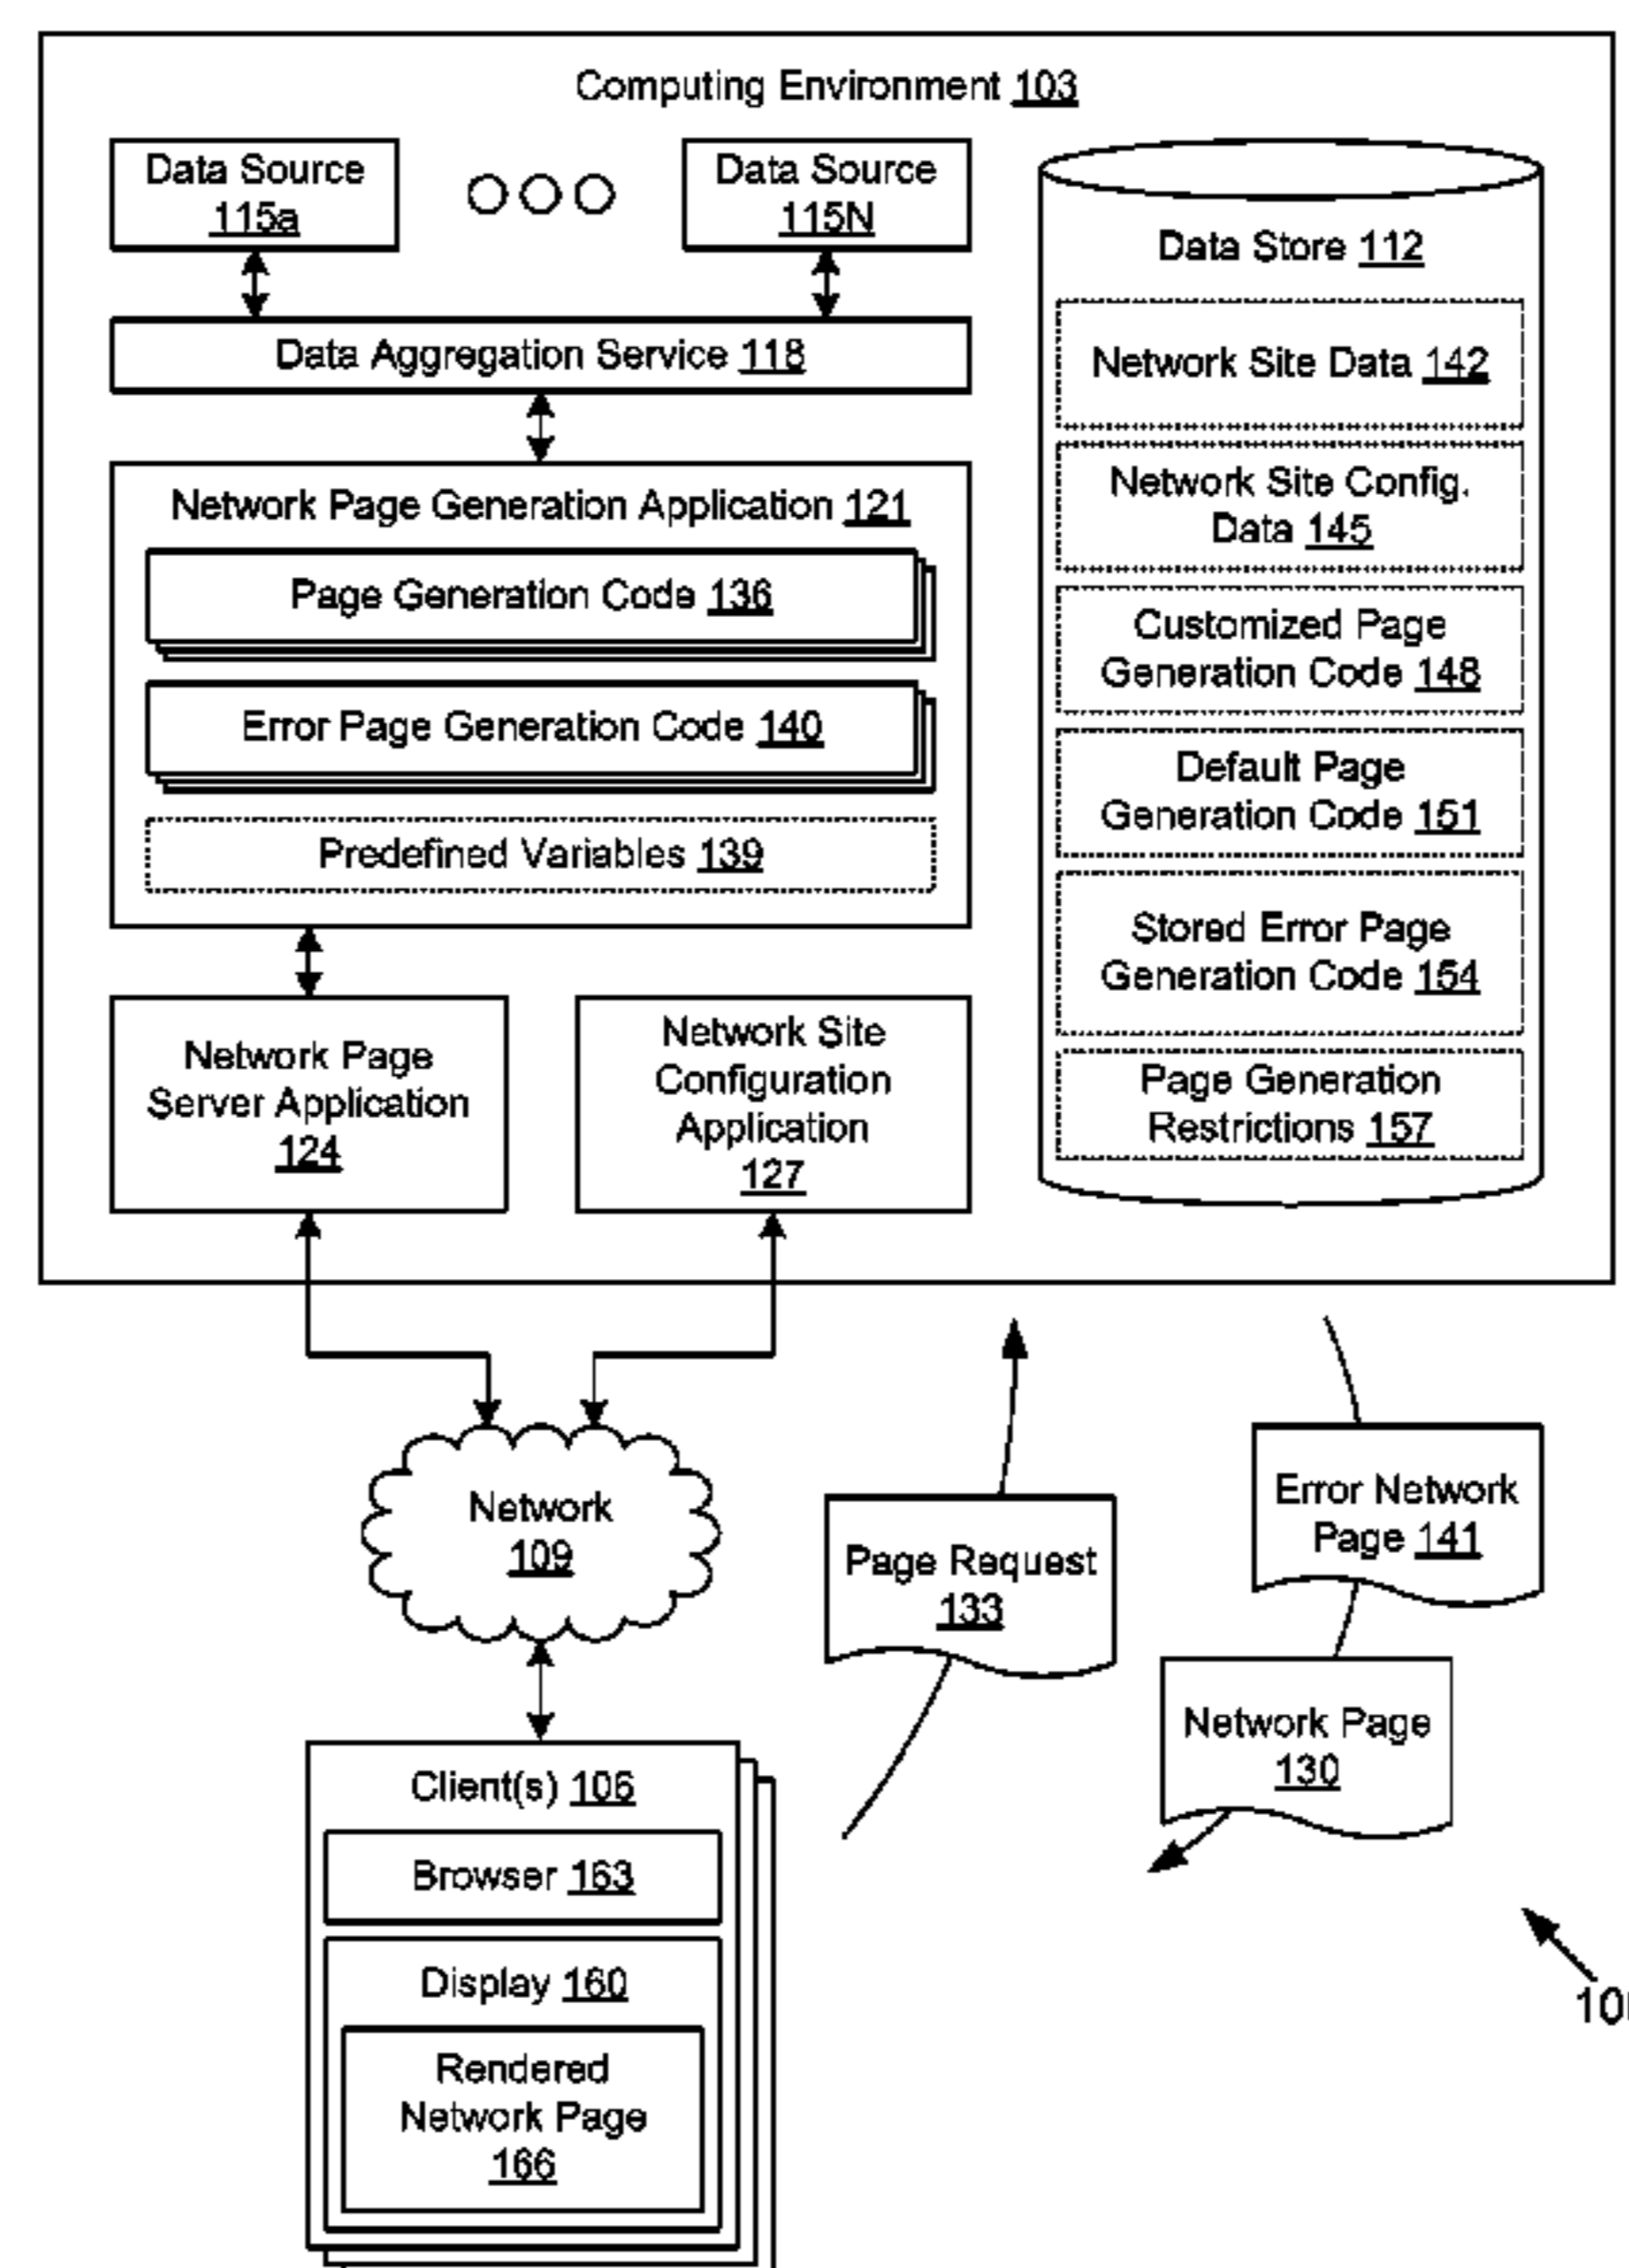 Computing Environment 103
Data Source
115a
Data Source
115N
Data Aggregation Service 118
Network Page Generation Application 121
Page Generation Code 136
Error Page Generation Code 140
Predefined Variables 139
Network Page
Server Application
124
Network Site
Configuration
Application
127
Data Store 112
Network Site Data 142
Network Site Config.
Data 145
Customized Page
Generation Code 148
Default Page
Generation Code 151
Stored Error Page
Generation Code 154
Page Generation
Restrictions 157
Network
109
Page Request
133
Error Network
Page 141
Network Page
130
Client(s) 106
Browser 163
Display 160
Rendered
Network Page
166